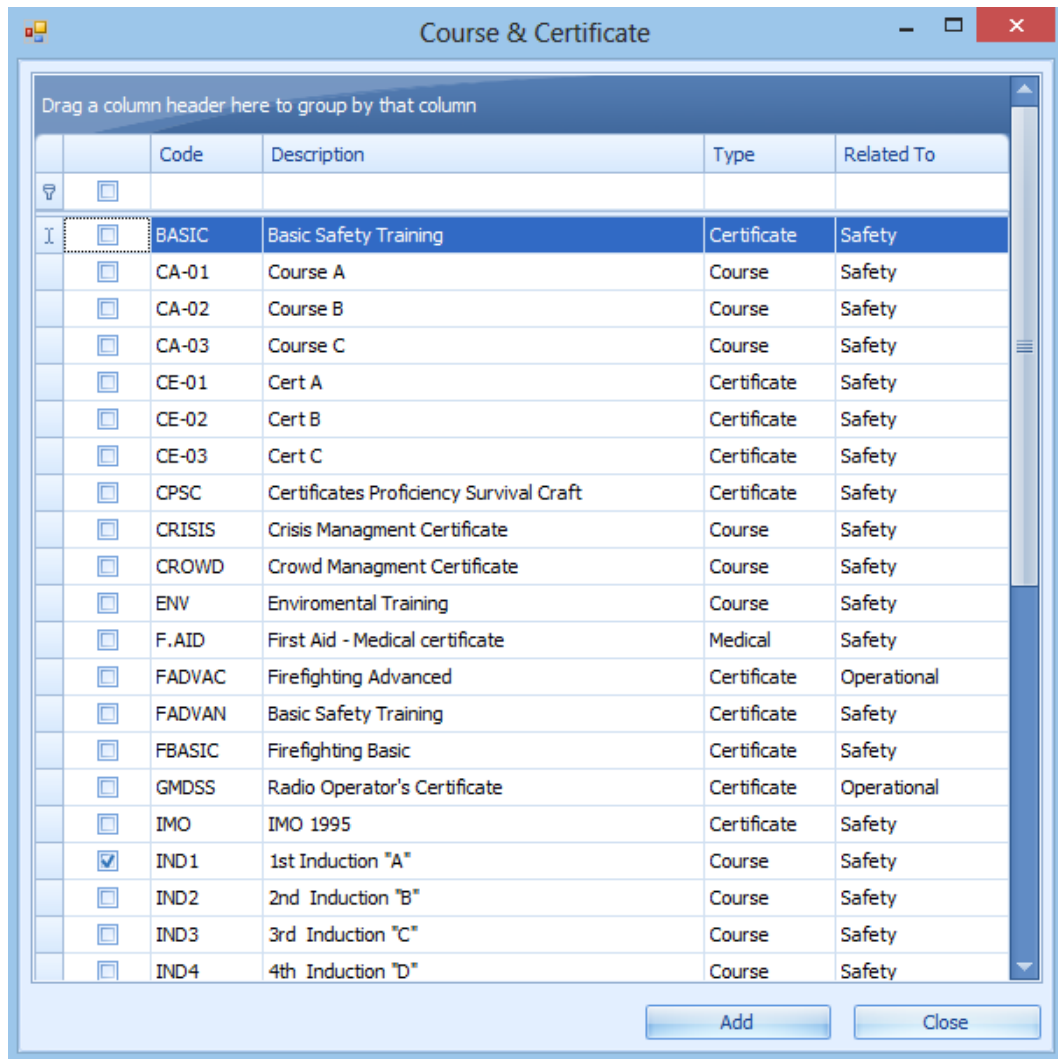 Course & Certificate
Drag a column header here to group by that column
Code Description Type Related To
BASIC Basic Safety Training Certificate Safety
CA-01 Course A Course Safety
CA-02 Course B Course Safety
CA-03 Course C Course Safety
CE-01 Cert A Certificate Safety
CE-02 Cert B Certificate Safety
CE-03 Cert C Certificate Safety
CPSC Certificates Proficiency Survival Craft Certificate Safety
CRISIS Crisis Managment Certificate Course Safety
CROWD Crowd Managment Certificate Course Safety
ENV Enviromental Training Course Safety
F.AID First Aid - Medical certificate Medical Safety
FADVAC Firefighting Advanced Certificate Operational
FADVAN Basic Safety Training Certificate Safety
FBASIC Firefighting Basic Certificate Safety
GMDSS Radio Operator's Certificate Certificate Operational
IMO IMO 1995 Certificate Safety
IND1 1st Induction "A" Course Safety
IND2 2nd Induction "B" Course Safety
IND3 3rd Induction "C" Course Safety
IND4 4th Induction "D" Course Safety
Add Close